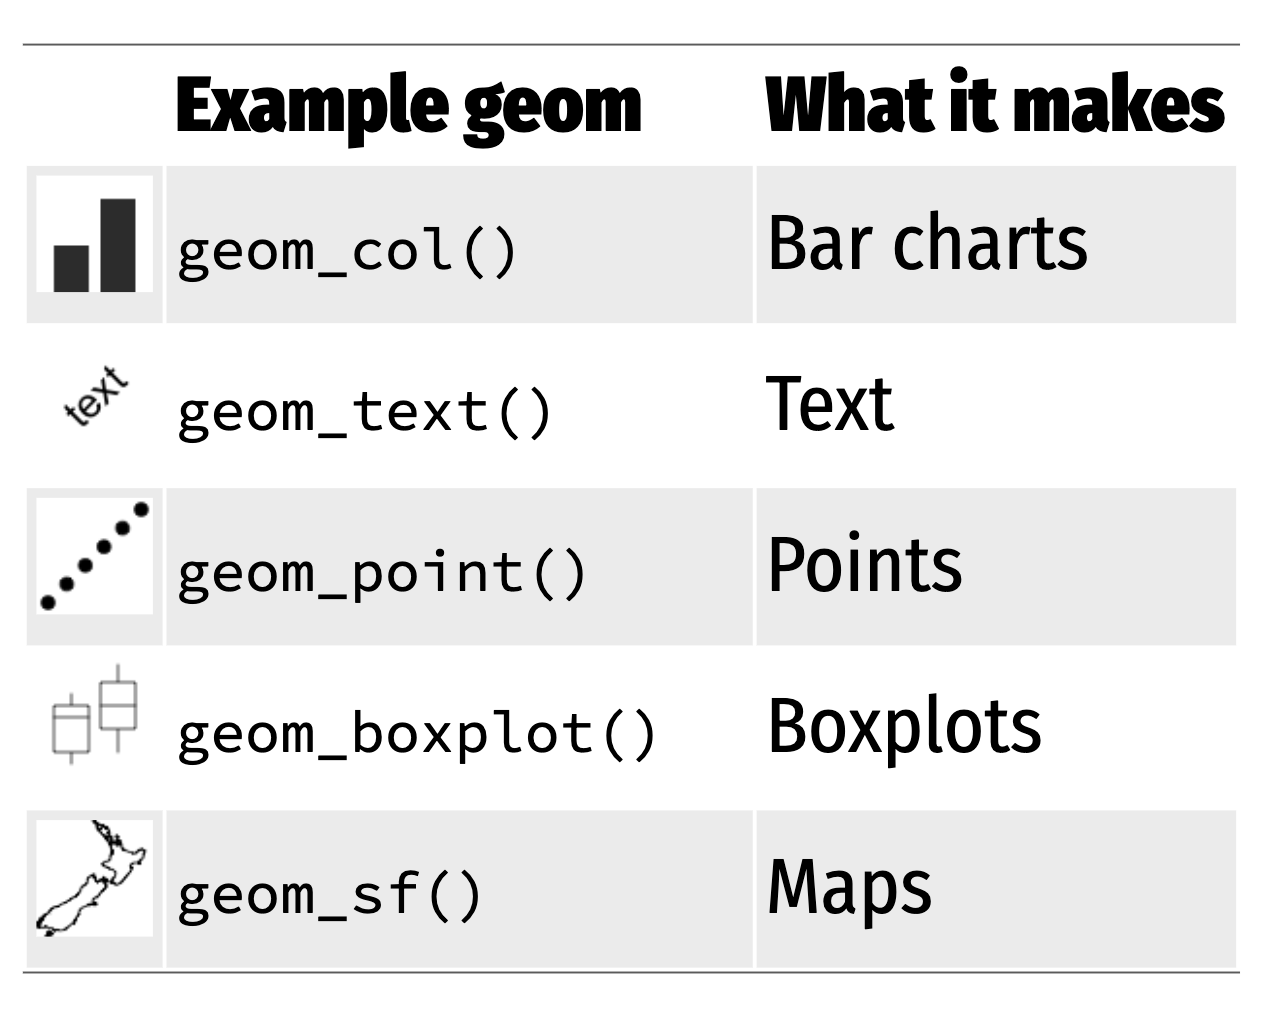 Example geom What it makes
geom_col() Bar charts
text geom_text() Text
geom_point() Points
geom_boxplot() Boxplots
geom_sf() Maps